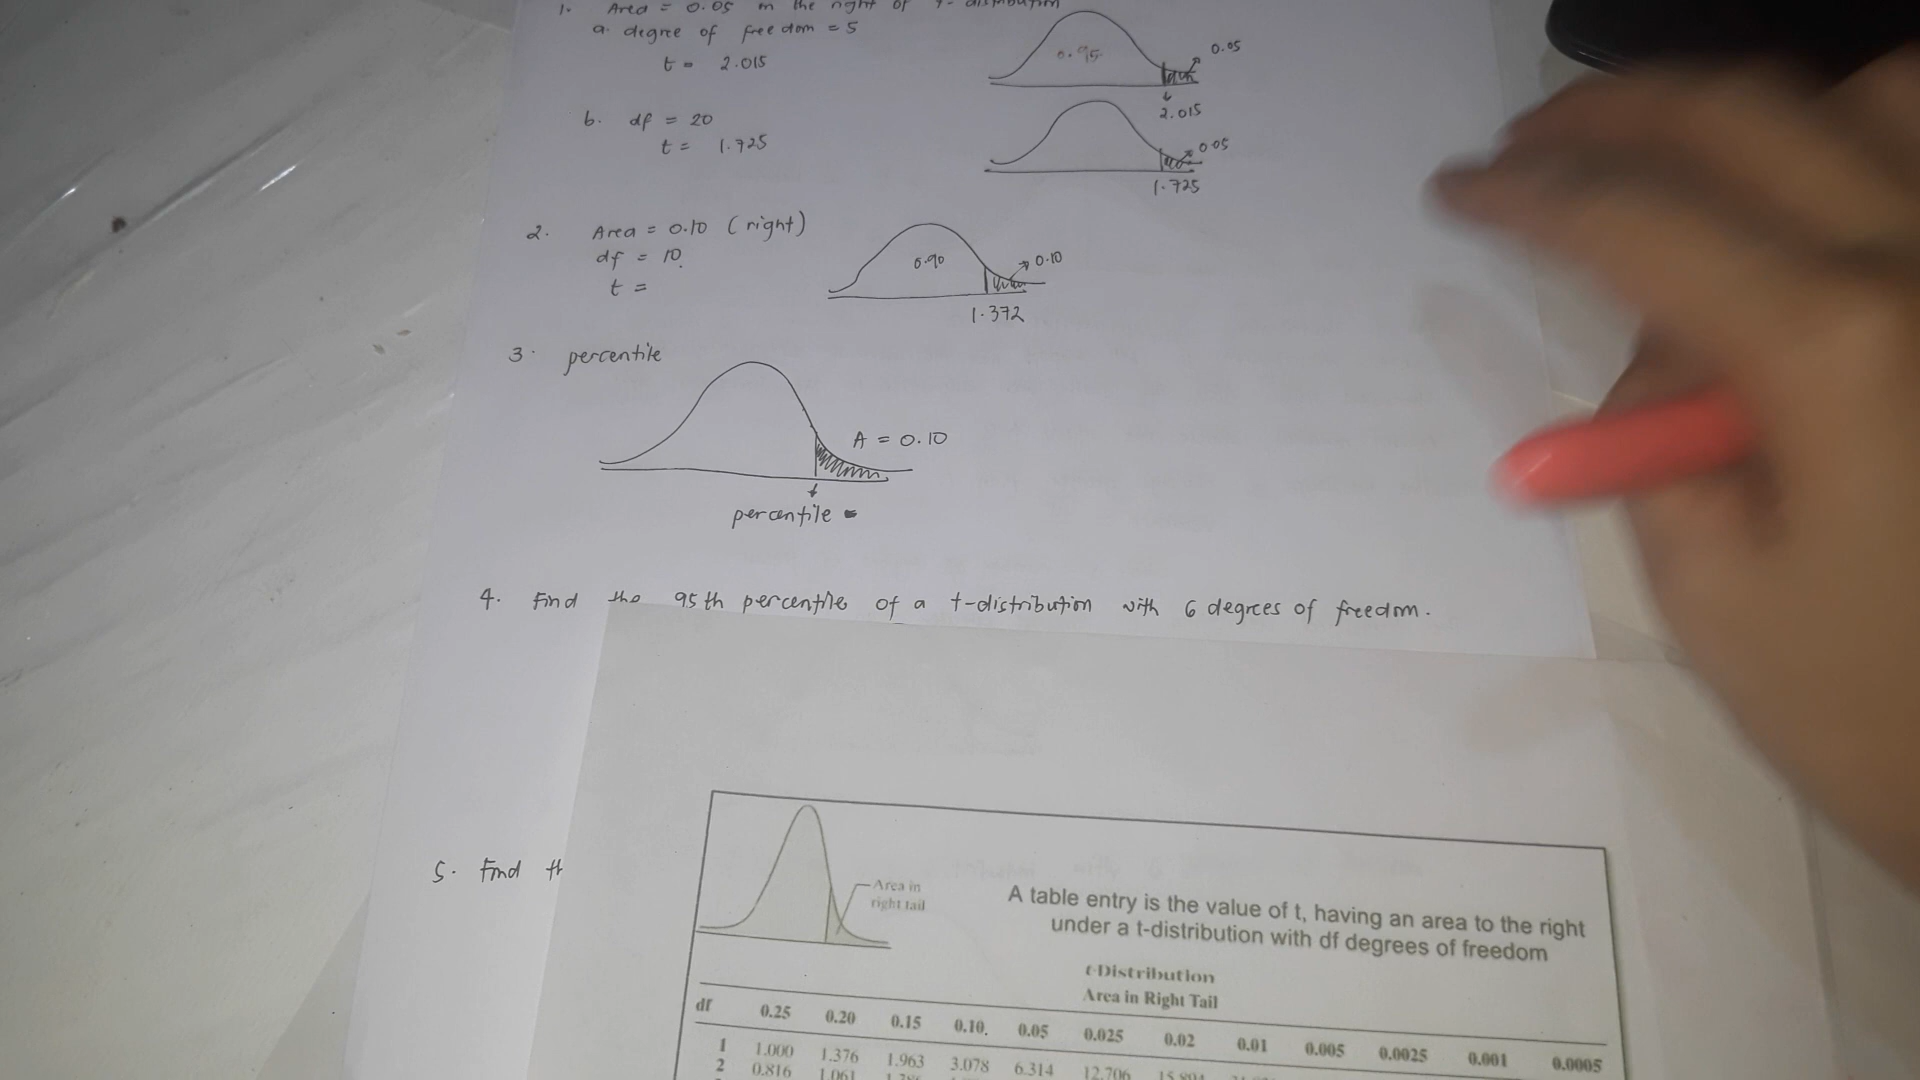 1. Area = 0.05 in the right of t-distribution
a. degree of freedom = 5
t = 2.015
0.95
0.05
2.015
b. df = 20
t = 1.725
0.05
1.725
2. Area = 0.10 (right)
df = 10
t =
0.90
0.10
1.372
3. percentile
A = 0.10
percentile =
4. Find the 95th percentile of a t-distribution with 6 degrees of freedom.
5. Find th
Area in
right tail
A table entry is the value of t, having an area to the right
under a t-distribution with df degrees of freedom
t-Distribution
Area in Right Tail
df 0.25 0.20 0.15 0.10. 0.05 0.025 0.02 0.01 0.005 0.0025 0.001 0.0005
1 1.000 1.376 1.963 3.078 6.314 12.706
2 0.816 1.061